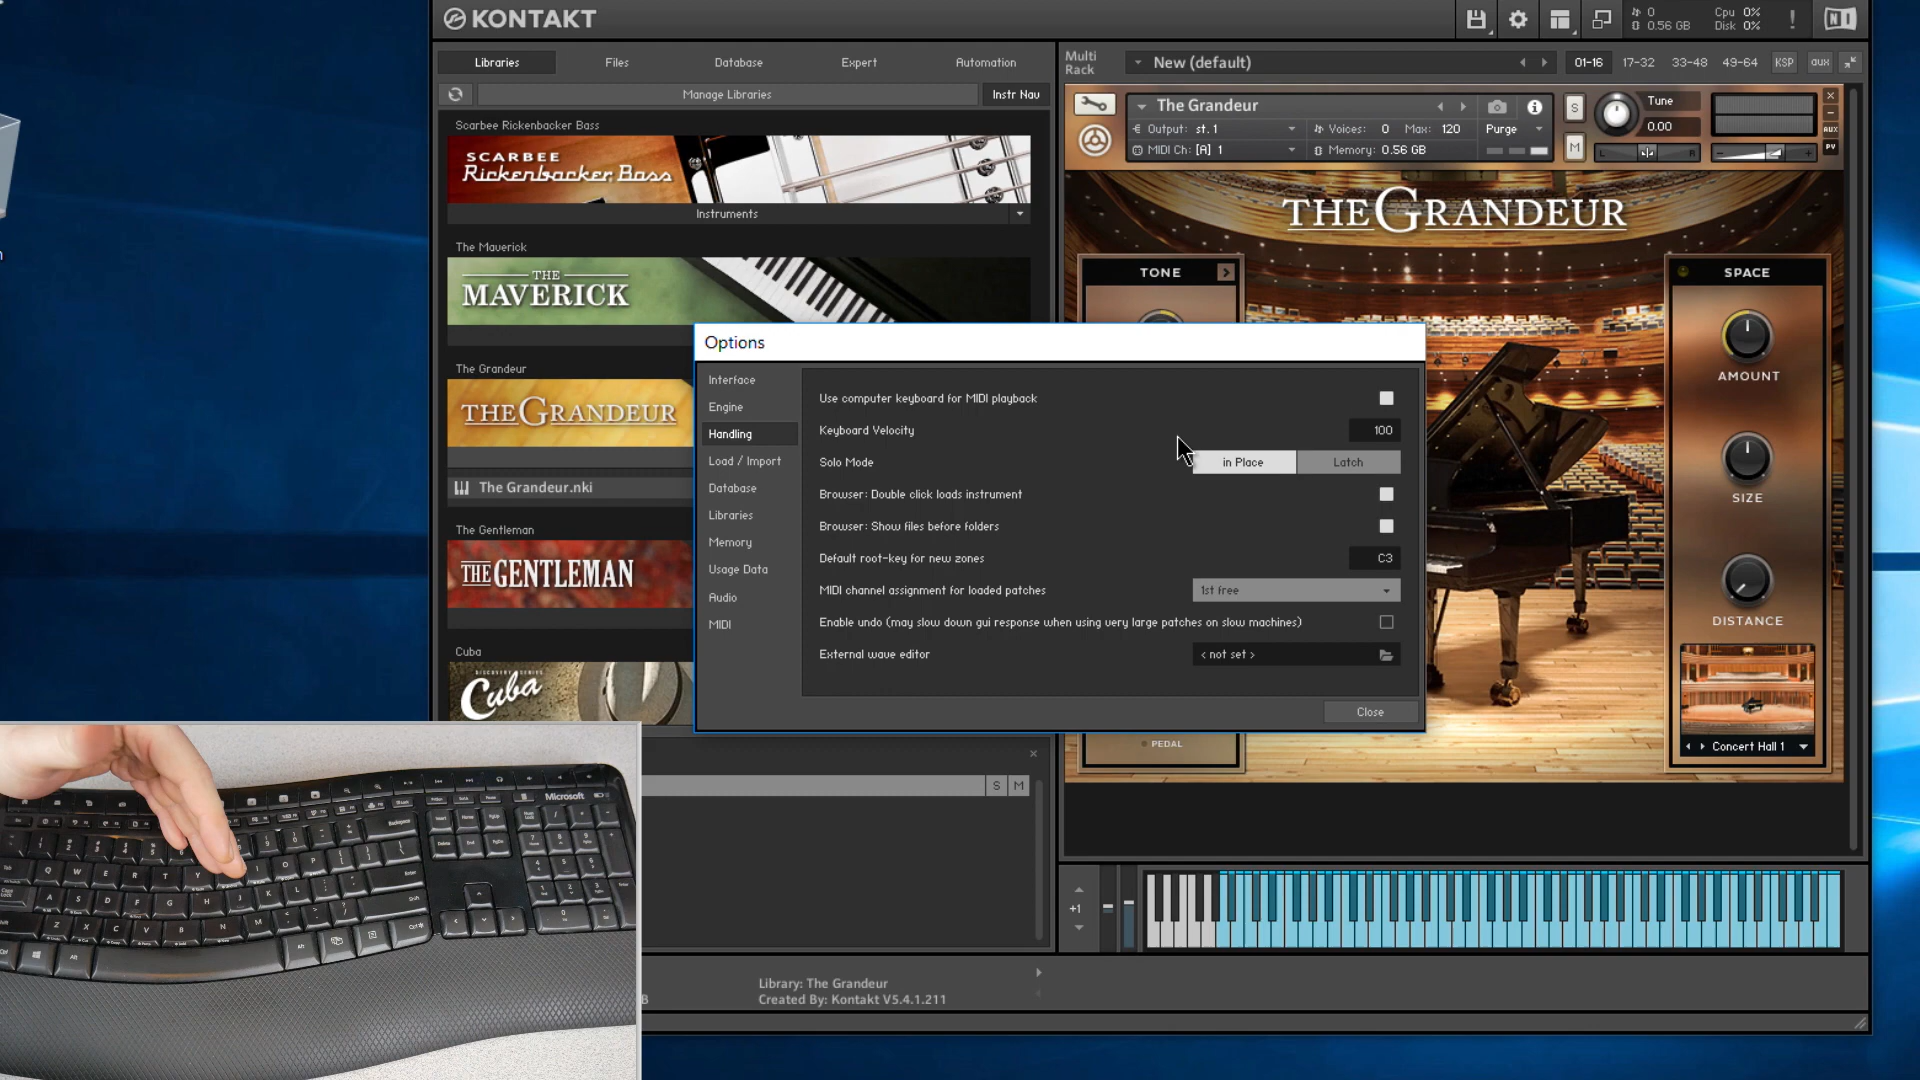 KONTAKT
0
0.56 GB
Cpu 0%
Disk 0%
!
Libraries
Files
Database
Expert
Automation
Manage Libraries
Instr Nav
Multi
Rack
New (default)
01-16
17-32
33-48
49-64
KSP
aux
Scarbee Rickenbacker Bass
SCARBEE
Rickenbacker Bass
Instruments
The Maverick
THE
MAVERICK
The Grandeur
THE GRANDEUR
The Grandeur.nki
The Gentleman
THE GENTLEMAN
Cuba
DISCOVERY SERIES
Cuba
The Grandeur
Output: st. 1
Voices: 0 Max: 120
Purge
MIDI Ch: [A] 1
Memory: 0.56 GB
S
M
Tune
0.00
L
R
AUX
PV
THE GRANDEUR
TONE
SPACE
AMOUNT
SIZE
DISTANCE
Concert Hall 1
PEDAL
Options
Interface
Engine
Handling
Load / Import
Database
Libraries
Memory
Usage Data
Audio
MIDI
Use computer keyboard for MIDI playback
Keyboard Velocity
100
Solo Mode
in Place
Latch
Browser: Double click loads instrument
Browser: Show files before folders
Default root-key for new zones
C3
MIDI channel assignment for loaded patches
1st free
Enable undo (may slow down gui response when using very large patches on slow machines)
External wave editor
< not set >
Close
S
M
+1
B
Library: The Grandeur
Created By: Kontakt V5.4.1.211
Microsoft
Backspace
Q W E R T Y I O P
A S D F G H J K L
Z X C V B N M
Alt
Alt